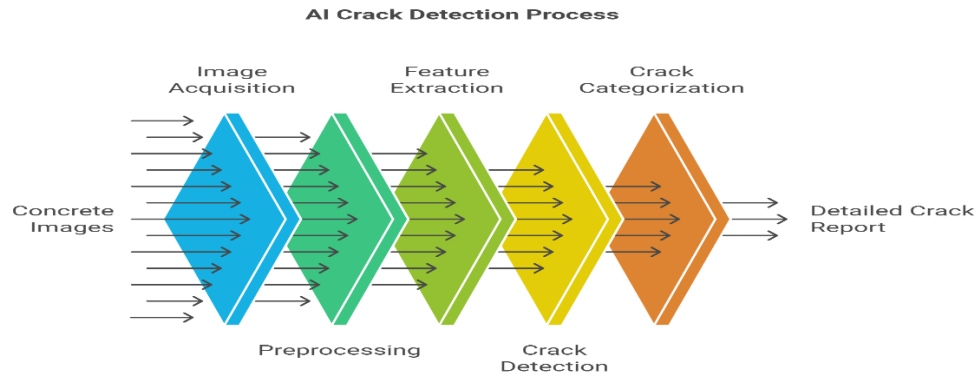 AI Crack Detection Process
Image
Acquisition
Feature
Extraction
Crack
Categorization
Concrete
Images
Detailed Crack
Report
Preprocessing
Crack
Detection